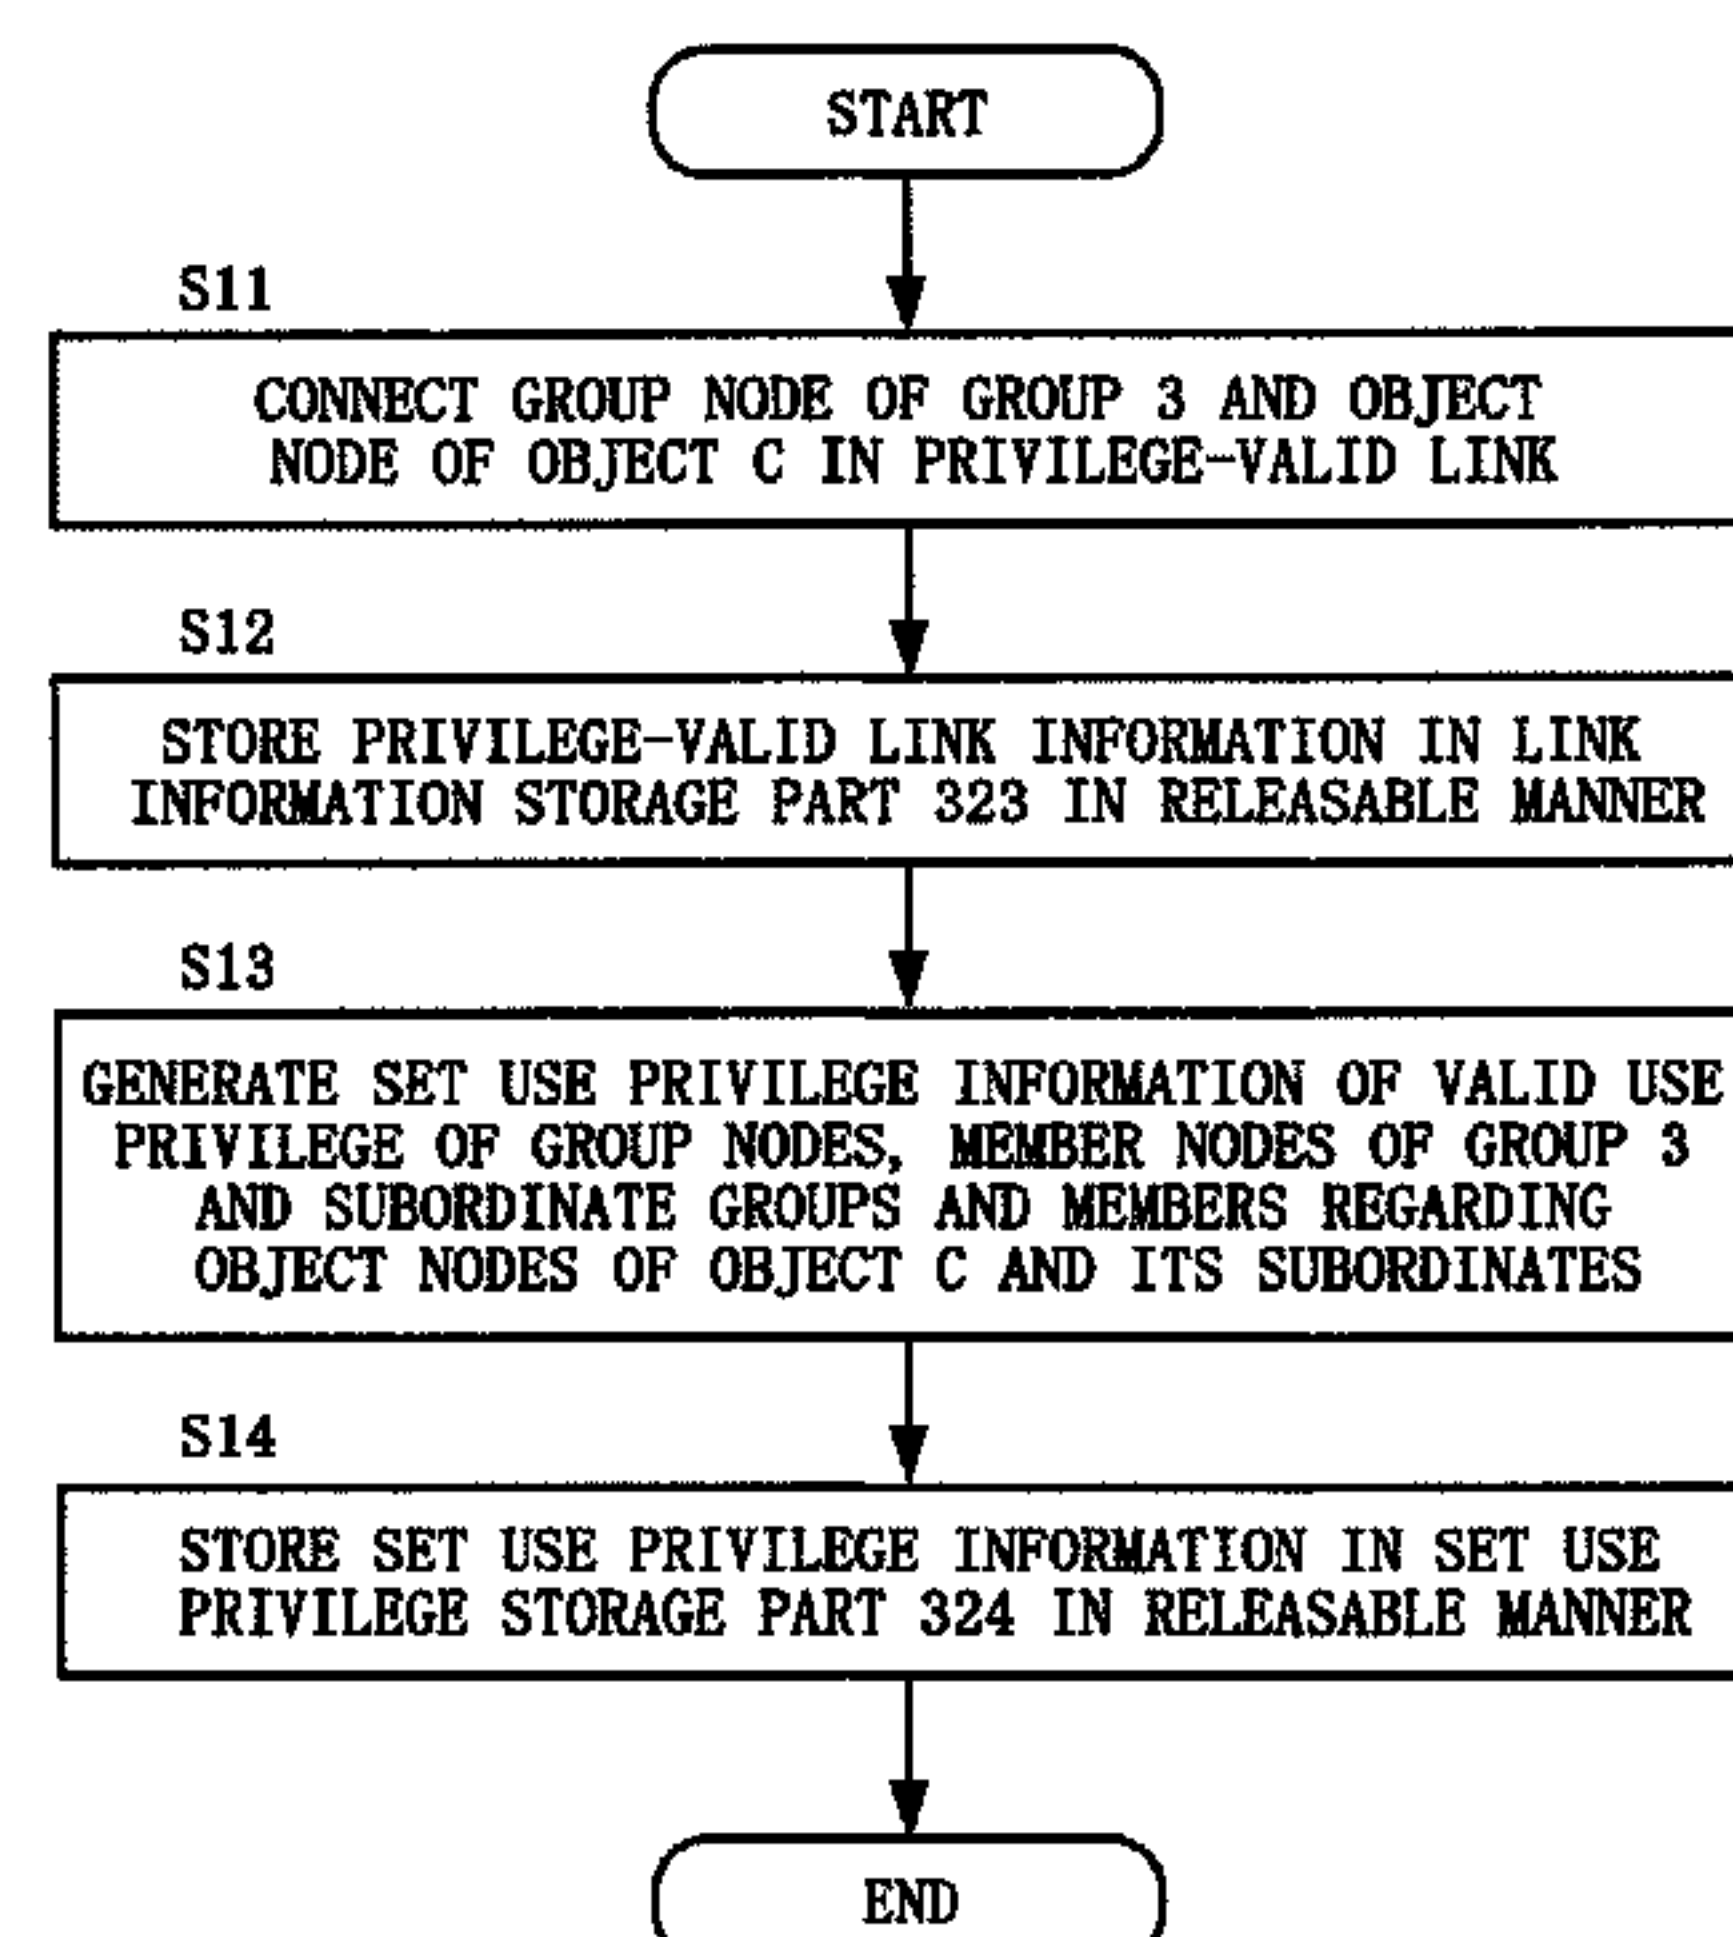 START
S11
CONNECT GROUP NODE OF GROUP 3 AND OBJECT
NODE OF OBJECT C IN PRIVILEGE-VALID LINK
S12
STORE PRIVILEGE-VALID LINK INFORMATION IN LINK
INFORMATION STORAGE PART 323 IN RELEASABLE MANNER
S13
GENERATE SET USE PRIVILEGE INFORMATION OF VALID USE
PRIVILEGE OF GROUP NODES, MEMBER NODES OF GROUP 3
AND SUBORDINATE GROUPS AND MEMBERS REGARDING
OBJECT NODES OF OBJECT C AND ITS SUBORDINATES
S14
STORE SET USE PRIVILEGE INFORMATION IN SET USE
PRIVILEGE STORAGE PART 324 IN RELEASABLE MANNER
END